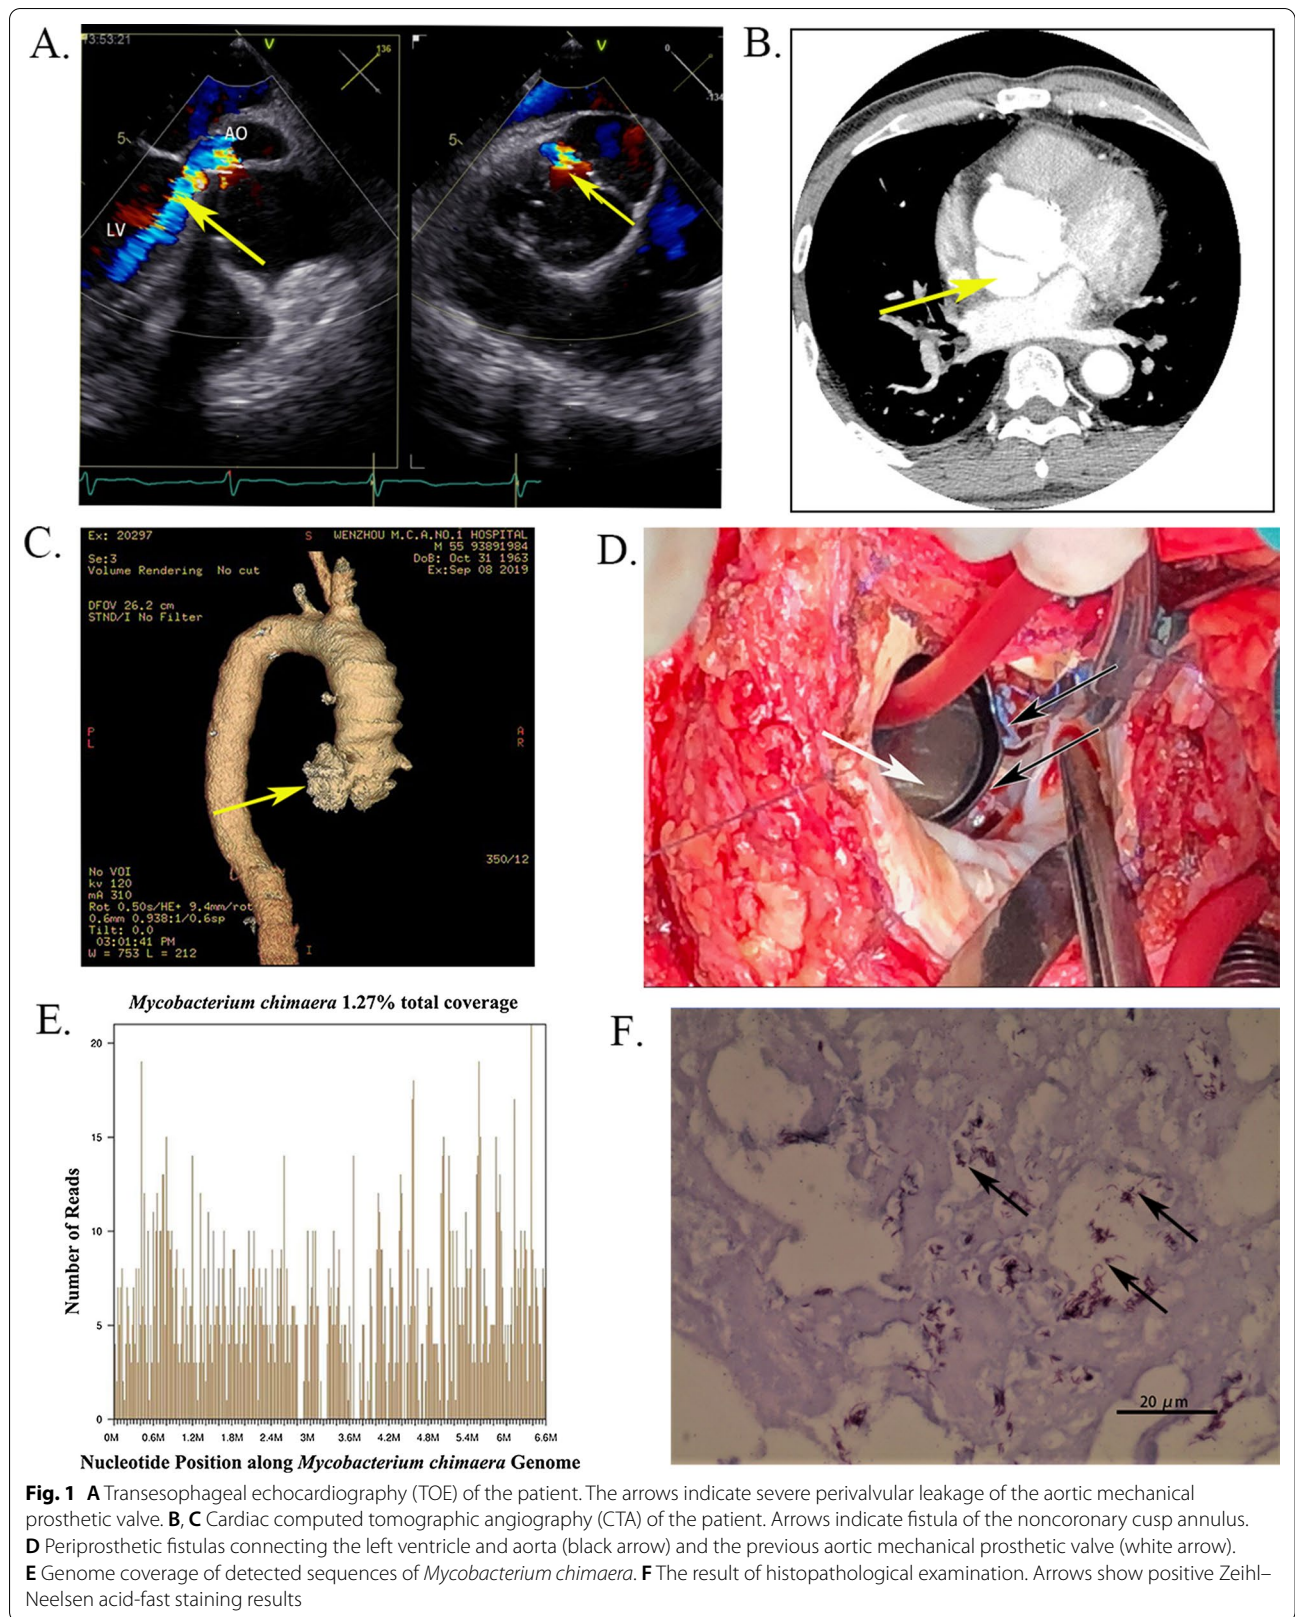 A.
13:53:21
V
136
5
AO
LV
V
0
-134
5
B.
C.
Ex: 20297
Se:3
Volume Rendering No cut
DFOV 26.2 cm
STND/I No Filter
S
WENZHOU M.C.A.NO.1 HOSPITAL
M 55 93891984
DoB: Oct 31 1963
Ex:Sep 08 2019
P
L
A
R
350/12
No VOI
kv 120
mA 310
Rot 0.50s/HE+ 9.4mm/rot
0.6mm 0.938:1/0.6sp
Tilt: 0.0
03:01:41 PM
W = 753 L = 212
I
D.
E.
Mycobacterium chimaera 1.27% total coverage
Number of Reads
20
15
10
5
0
0M 0.6M 1.2M 1.8M 2.4M 3M 3.6M 4.2M 4.8M 5.4M 6M 6.6M
Nucleotide Position along Mycobacterium chimaera Genome
F.
20 μm
Fig. 1 A Transesophageal echocardiography (TOE) of the patient. The arrows indicate severe perivalvular leakage of the aortic mechanical
prosthetic valve. B, C Cardiac computed tomographic angiography (CTA) of the patient. Arrows indicate fistula of the noncoronary cusp annulus.
D Periprosthetic fistulas connecting the left ventricle and aorta (black arrow) and the previous aortic mechanical prosthetic valve (white arrow).
E Genome coverage of detected sequences of Mycobacterium chimaera. F The result of histopathological examination. Arrows show positive Zeihl–
Neelsen acid-fast staining results